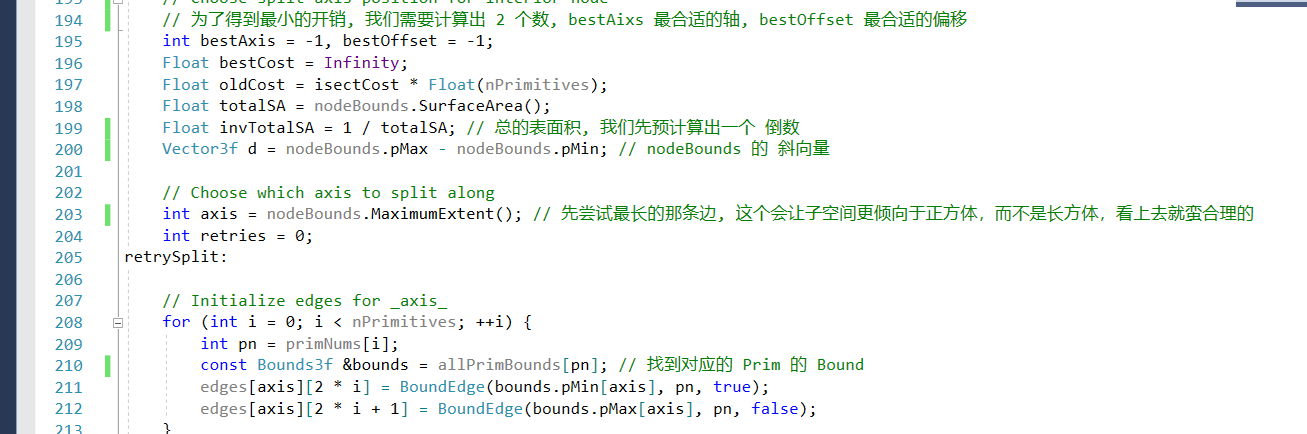 193 // Choose split axis position for interior node
194 // 为了得到最小的开销, 我们需要计算出 2 个数, bestAixs 最合适的轴, bestOffset 最合适的偏移
195 int bestAxis = -1, bestOffset = -1;
196 Float bestCost = Infinity;
197 Float oldCost = isectCost * Float(nPrimitives);
198 Float totalSA = nodeBounds.SurfaceArea();
199 Float invTotalSA = 1 / totalSA; // 总的表面积, 我们先预计算出一个 倒数
200 Vector3f d = nodeBounds.pMax - nodeBounds.pMin; // nodeBounds 的 斜向量
201
202 // Choose which axis to split along
203 int axis = nodeBounds.MaximumExtent(); // 先尝试最长的那条边, 这个会让子空间更倾向于正方体, 而不是长方体, 看上去就蛮合理的
204 int retries = 0;
205 retrySplit:
206
207 // Initialize edges for _axis_
208 for (int i = 0; i < nPrimitives; ++i) {
209 int pn = primNums[i];
210 const Bounds3f &bounds = allPrimBounds[pn]; // 找到对应的 Prim 的 Bound
211 edges[axis][2 * i] = BoundEdge(bounds.pMin[axis], pn, true);
212 edges[axis][2 * i + 1] = BoundEdge(bounds.pMax[axis], pn, false);
213 }